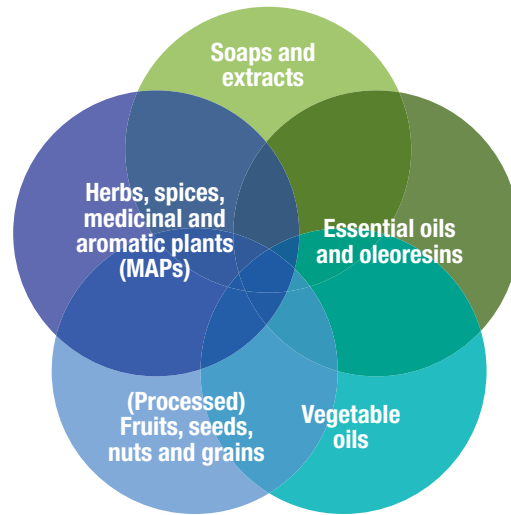 Soaps and
extracts
Herbs, spices,
medicinal and
aromatic plants
(MAPs)
Essential oils
and oleoresins
(Processed)
Fruits, seeds,
nuts and grains
Vegetable
oils